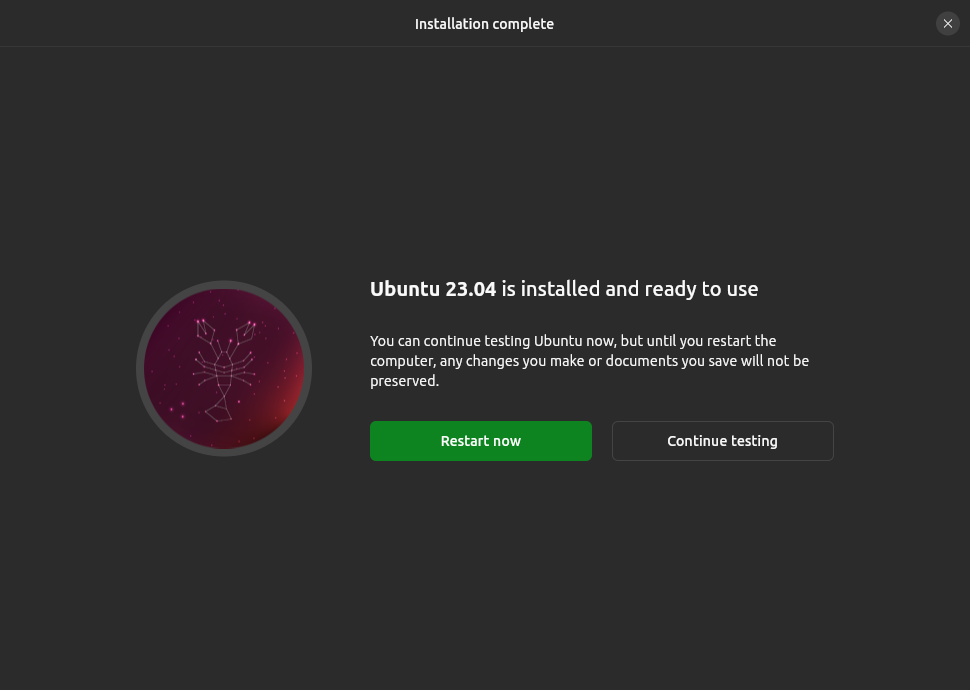 Installation complete
Ubuntu 23.04 is installed and ready to use
You can continue testing Ubuntu now, but until you restart the
computer, any changes you make or documents you save will not be
preserved.
Restart now
Continue testing